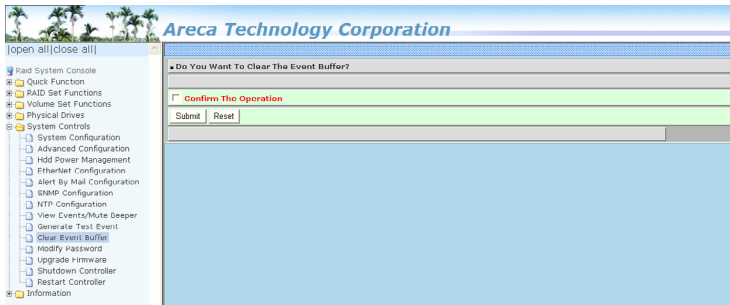 Areca Technology Corporation
|open all|close all|
Raid System Console
Quick Function
RAID Set Functions
Volume Set Functions
Physical Drives
System Controls
System Configuration
Advanced Configuration
Hdd Power Management
EtherNet Configuration
Alert By Mail Configuration
SNMP Configuration
NTP Configuration
View Events/Mute Beeper
Generate Test Event
Clear Event Buffer
Modify Password
Upgrade Firmware
Shutdown Controller
Restart Controller
Information
Do You Want To Clear The Event Buffer?
Confirm The Operation
Submit Reset